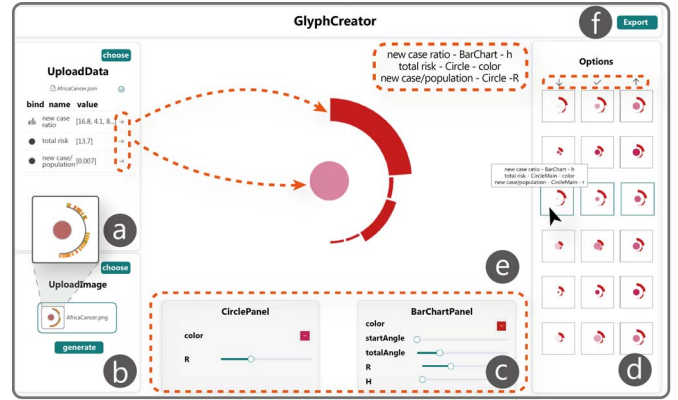 GlyphCreator
f
Export
choose
UploadData
AfricaCancer.json
bind name value
new case ratio [16.8, 4.1, 8...
total risk [13.7]
new case/ population [0.007]
a
choose
UploadImage
AfricaCancer.png
generate
b
new case ratio - BarChart - h
total risk - Circle - color
new case/population - Circle -R
e
CirclePanel
color
R
BarChartPanel
color
startAngle
totalAngle
R
H
c
Options
new case ratio - BarChart - h
total risk - CircleMain - color
new case/population - CircleMain - r
d